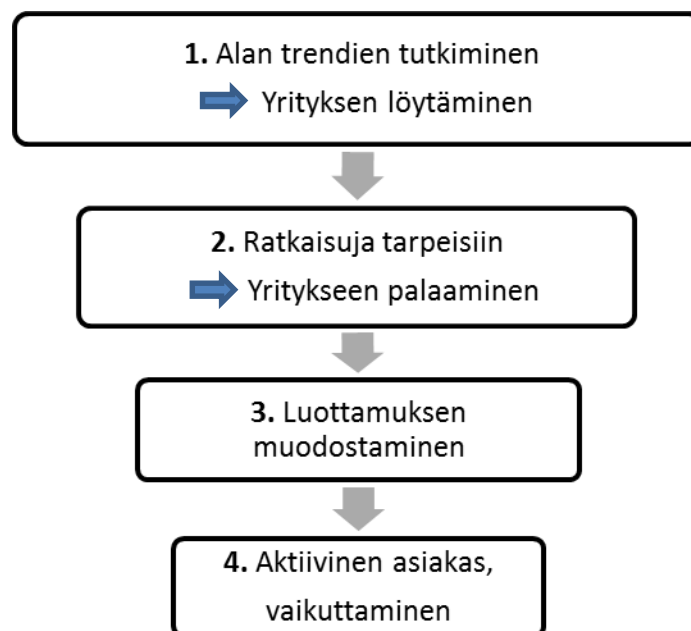 1. Alan trendien tutkiminen
Yrityksen löytäminen
2. Ratkaisuja tarpeisiin
Yritykseen palaaminen
3. Luottamuksen
muodostaminen
4. Aktiivinen asiakas,
vaikuttaminen